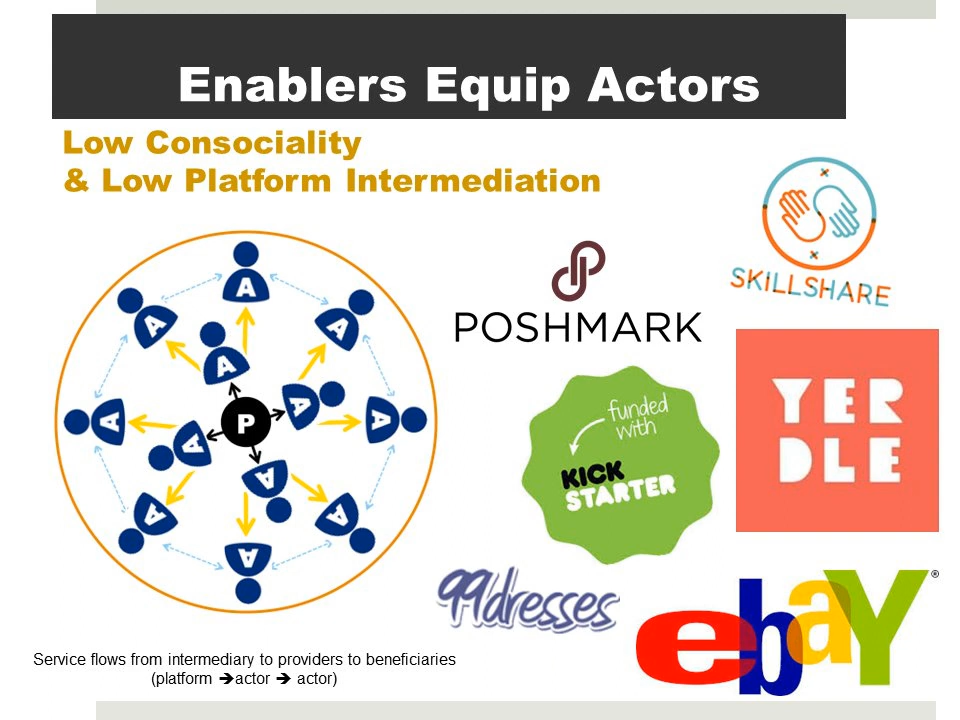 Enablers Equip Actors
Low Consociality
& Low Platform Intermediation
SKILLSHARE
POSHMARK
A
A
A
A
A
A
A
P
A
A
A
A
A
A
funded
with
KICK
STARTER
YER
DLE
99dresses
ebay®
Service flows from intermediary to providers to beneficiaries
(platform ➔actor ➔ actor)